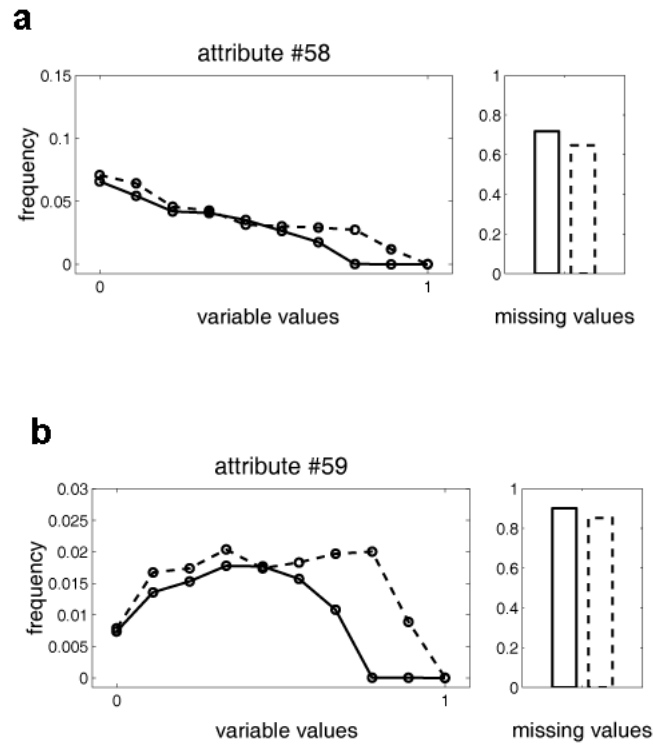 a
attribute #58
0.15
0.1
0.05
0
frequency
0 1
variable values
1
0.8
0.6
0.4
0.2
0
missing values
b
attribute #59
0.03
0.025
0.02
0.015
0.01
0.005
0
frequency
0 1
variable values
1
0.8
0.6
0.4
0.2
0
missing values